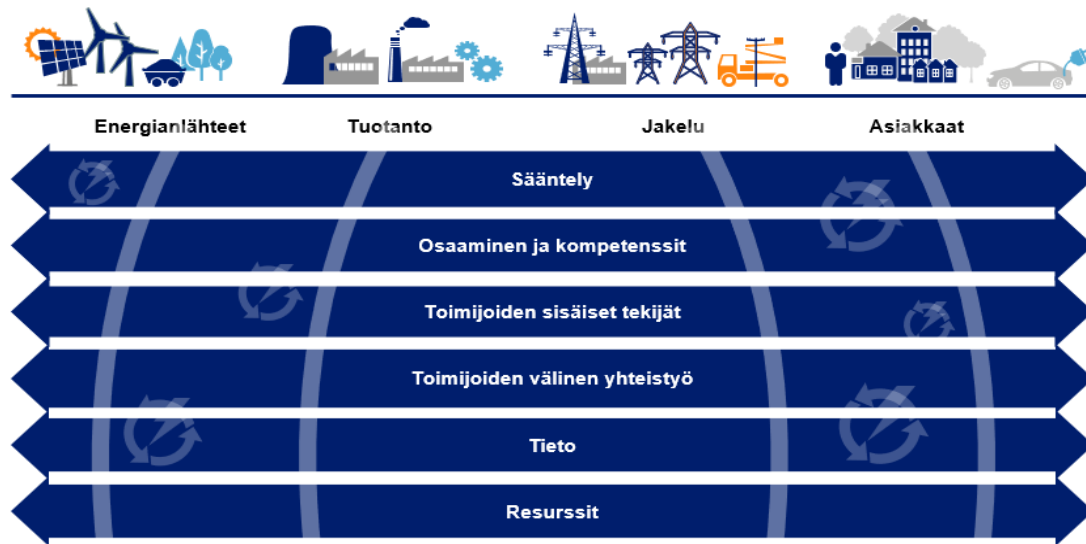 Energianlähteet Tuotanto Jakelu Asiakkaat
Sääntely
Osaaminen ja kompetenssit
Toimijoiden sisäiset tekijät
Toimijoiden välinen yhteistyö
Tieto
Resurssit